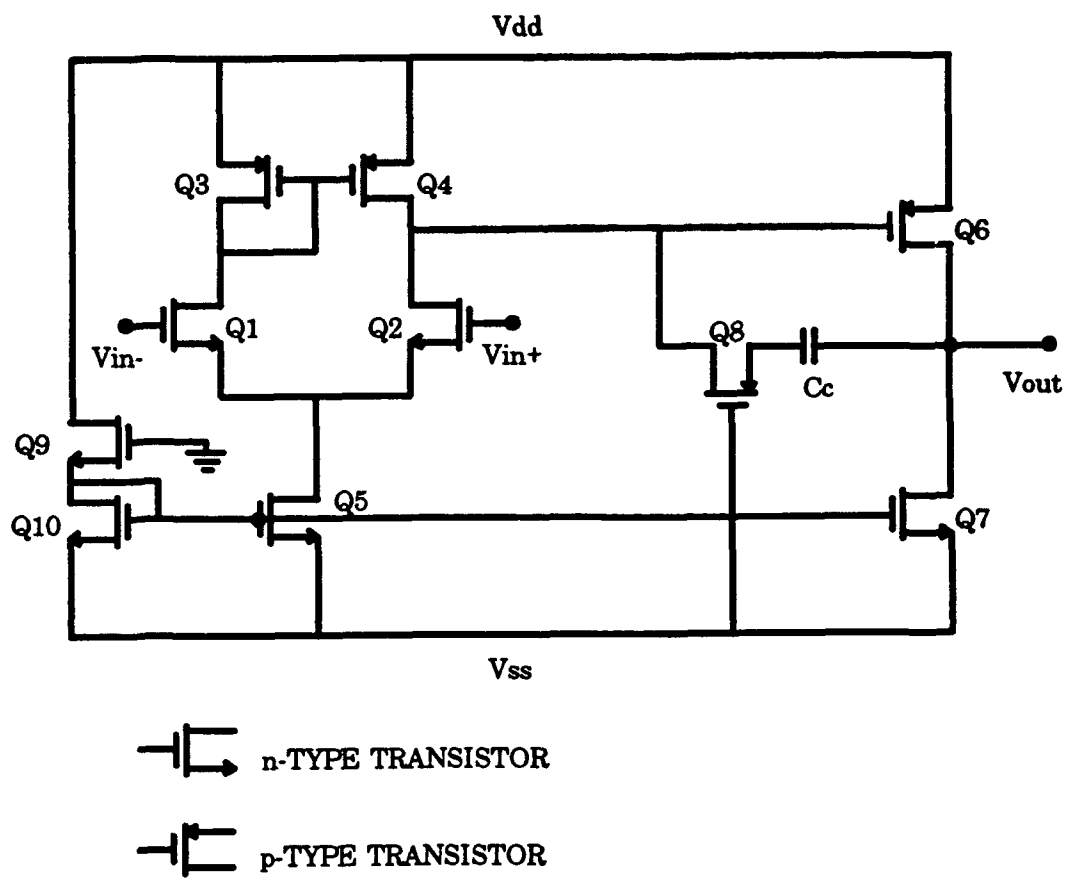 Vdd
Q3
Q4
Q6
Q1
Q2
Q8
Vin-
Vin+
Cc
Vout
Q9
Q5
Q10
Q7
Vss
n-TYPE TRANSISTOR
p-TYPE TRANSISTOR